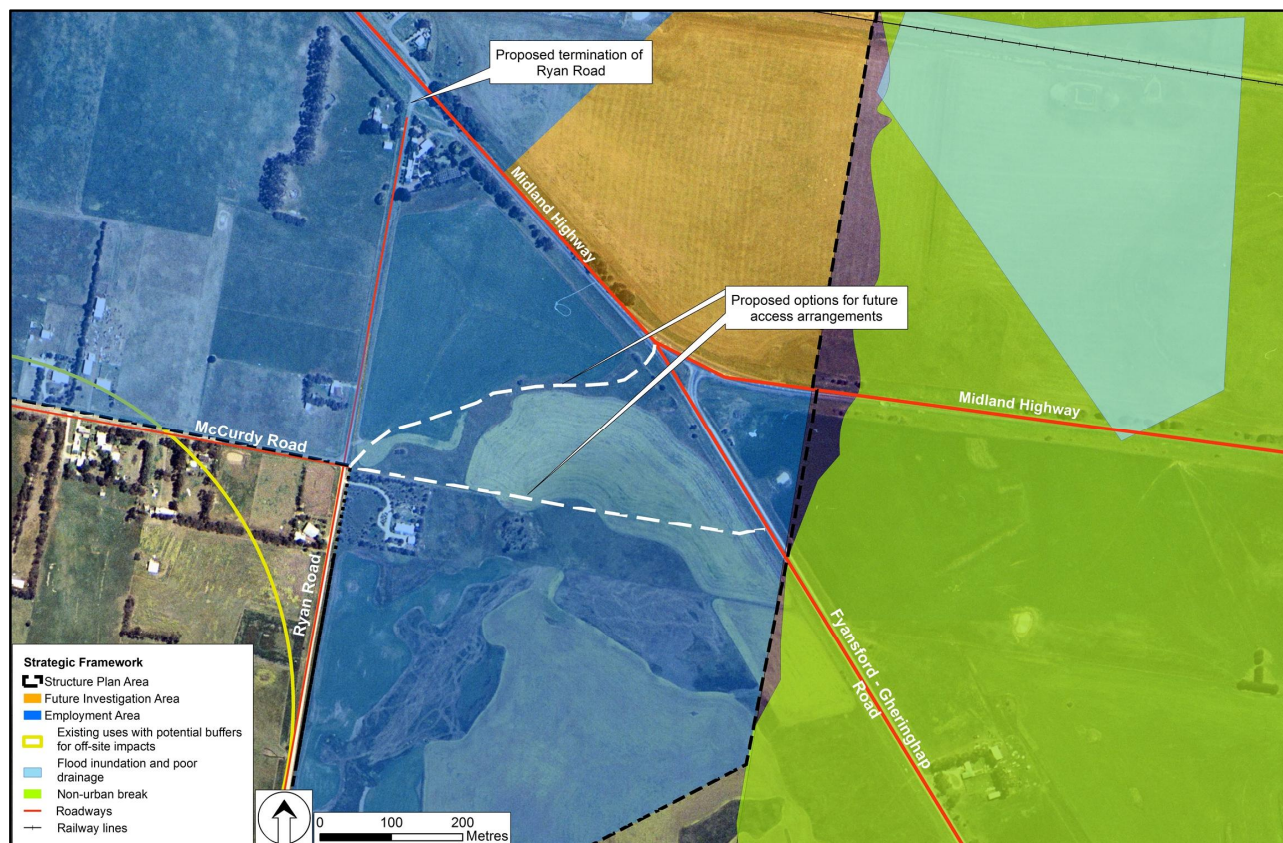 Proposed termination of
Ryan Road
Midland Highway
Proposed options for future
access arrangements
Midland Highway
McCurdy Road
Ryan Road
Fyansford - Gheringhap
Road
Strategic Framework
Structure Plan Area
Future Investigation Area
Employment Area
Existing uses with potential buffers
for off-site impacts
Flood inundation and poor
drainage
Non-urban break
Roadways
Railway lines
0 100 200
Metres